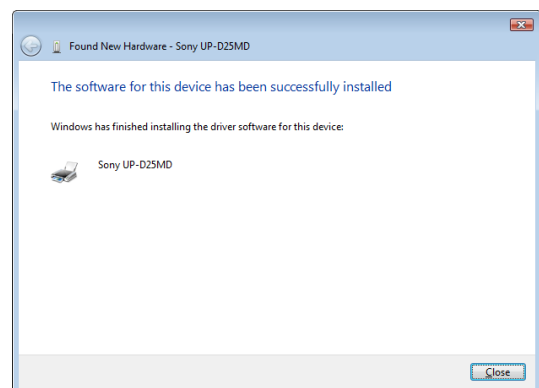 Found New Hardware - Sony UP-D25MD
The software for this device has been successfully installed
Windows has finished installing the driver software for this device:
Sony UP-D25MD
Close